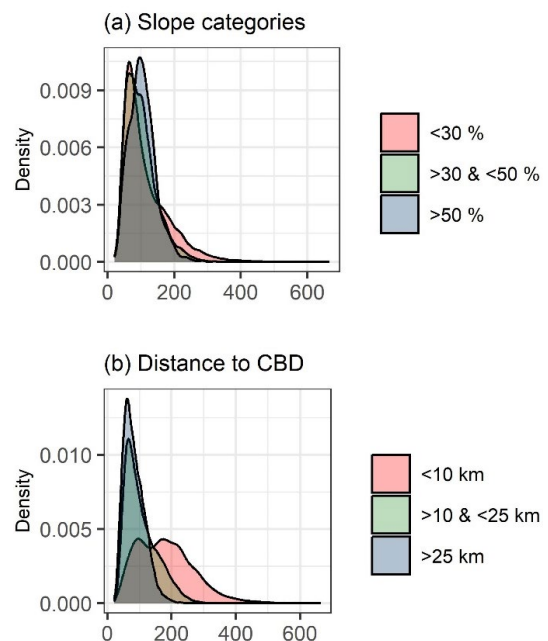 (a) Slope categories
Density
0.009
0.006
0.003
0.000
0 200 400 600
<30 %
>30 & <50 %
>50 %
(b) Distance to CBD
Density
0.010
0.005
0.000
0 200 400 600
<10 km
>10 & <25 km
>25 km